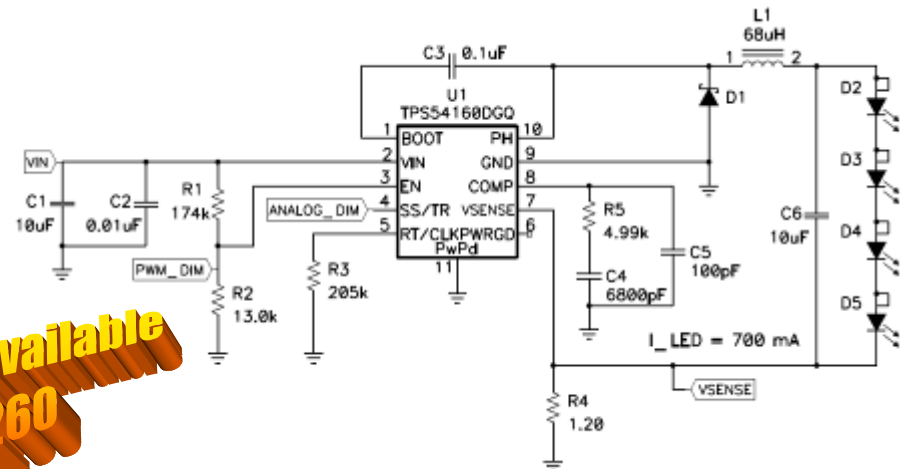 L1
68uH
1 2
C3 0.1uF
U1
TPS54160DGQ
D1
D2
D3
D4
D5
1 BOOT PH 10
2 VIN GND 9
3 EN COMP 8
4 SS/TR VSENSE 7
5 RT/CLK PWRGD 6
PwPd
11
VIN
C1
10uF
C2
0.01uF
R1
174k
ANALOG_DIM
PWM_DIM
R2
13.0k
R3
205k
R5
4.99k
C4
6800pF
C5
100pF
C6
10uF
I_LED = 700 mA
VSENSE
R4
1.20
260